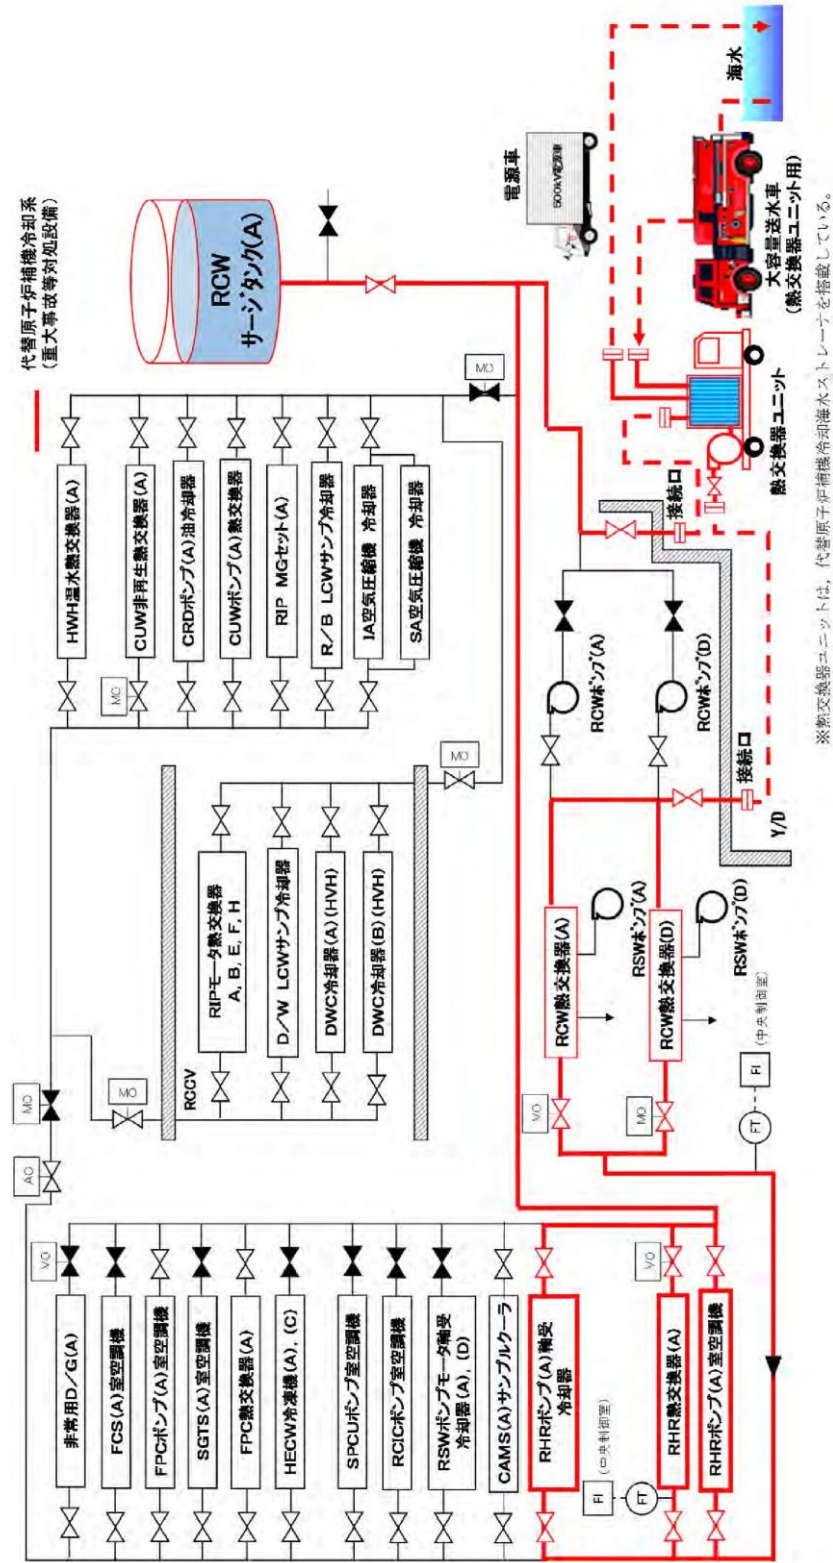 代替原子炉補機冷却系
(重大事故等対処設備)
RCW
サージタンク(A)
電源車
500kV電源車
海水
大容量送水車
(熱交換器ユニット用)
熱交換器ユニット
接続口
接続口
Y/D
HWH温水熱交換器(A)
CUW非再生熱交換器(A)
CRDポンプ(A)油冷却器
CUWポンプ(A)熱交換器
RIP MGセット(A)
R/B LCWサンプ冷却器
IA空気圧縮機 冷却器
SA空気圧縮機 冷却器
MO
MO
MO
MO
MO
AO
RCCV
RIPモータ熱交換器
A, B, E, F, H
D/W LCWサンプ冷却器
DWC冷却器(A)(HVH)
DWC冷却器(B)(HVH)
RCWポンプ(A)
RCWポンプ(D)
RCW熱交換器(A)
RSWポンプ(A)
RCW熱交換器(D)
RSWポンプ(D)
MO
MO
FT
FI
(中央制御室)
MO
非常用D/G(A)
FCS(A)室空調機
FPCポンプ(A)室空調機
SGTS(A)室空調機
FPC熱交換器(A)
HECW冷凍機(A), (C)
SPCUポンプ室空調機
RCICポンプ室空調機
RSWポンプモータ軸受
冷却器(A), (D)
CAMS(A)サンプルクーラ
RHRポンプ(A)軸受
冷却器
MO
RHR熱交換器(A)
RHRポンプ(A)室空調機
FI
(中央制御室)
FT
※熱交換器ユニットは，代替原子炉補機冷却海水ストレーナを搭載している。